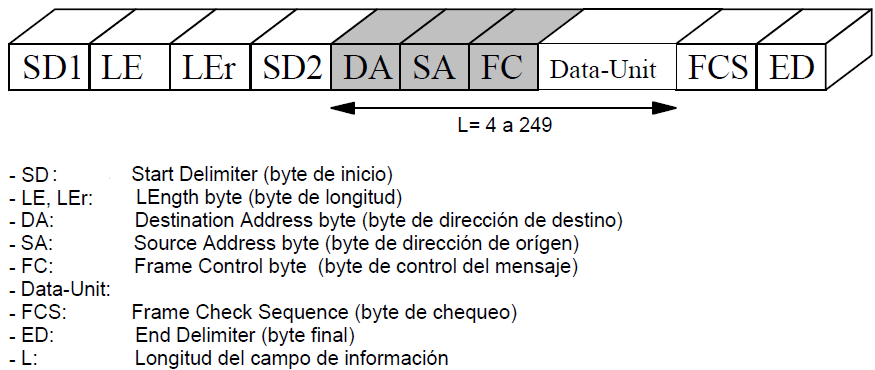 SD1 LE LEr SD2 DA SA FC Data-Unit FCS ED
L= 4 a 249
- SD: Start Delimiter (byte de inicio)
- LE, LEr: LEngth byte (byte de longitud)
- DA: Destination Address byte (byte de dirección de destino)
- SA: Source Address byte (byte de dirección de orígen)
- FC: Frame Control byte (byte de control del mensaje)
- Data-Unit:
- FCS: Frame Check Sequence (byte de chequeo)
- ED: End Delimiter (byte final)
- L: Longitud del campo de información